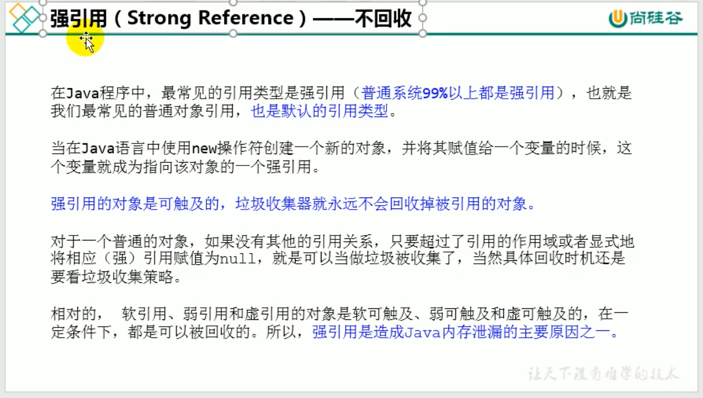 强引用（Strong Reference）——不回收
尚硅谷
在Java程序中，最常见的引用类型是强引用（普通系统99%以上都是强引用），也就是
我们最常见的普通对象引用，也是默认的引用类型。
当在Java语言中使用new操作符创建一个新的对象，并将其赋值给一个变量的时候，这
个变量就成为指向该对象的一个强引用。
强引用的对象是可触及的，垃圾收集器就永远不会回收掉被引用的对象。
对于一个普通的对象，如果没有其他的引用关系，只要超过了引用的作用域或者显式地
将相应（强）引用赋值为null，就是可以当做垃圾被收集了，当然具体回收时机还是
要看垃圾收集策略。
相对的， 软引用、弱引用和虚引用的对象是软可触及、弱可触及和虚可触及的，在一
定条件下，都是可以被回收的。所以，强引用是造成Java内存泄漏的主要原因之一。
让天下没有难学的技术